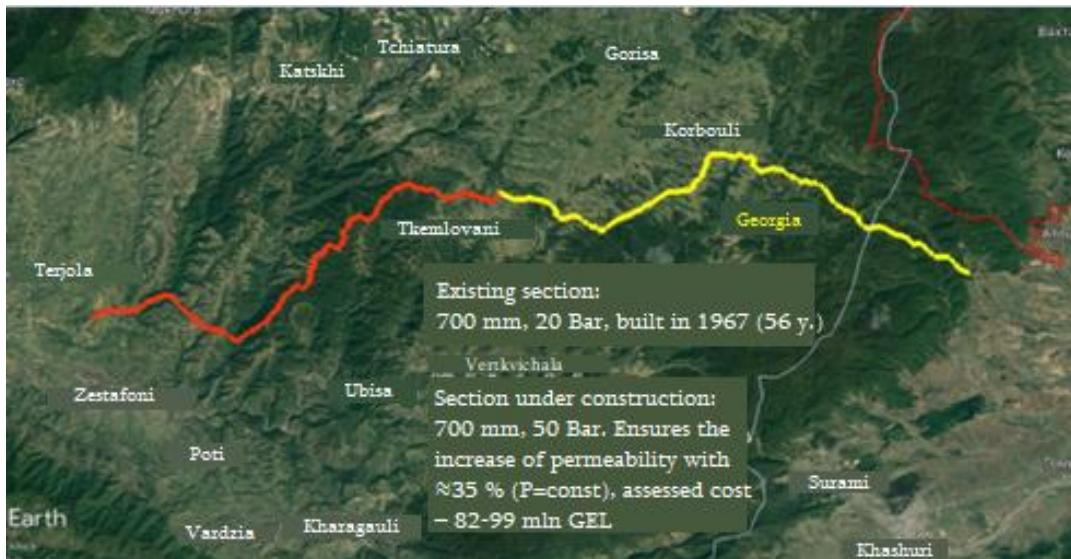 Tchiatura
Katskhi
Gorisa
Korbouli
Georgia
Tkemlovani
Terjola
Existing section:
700 mm, 20 Bar, built in 1967 (56 y.)
Vertkvichala
Ubisa
Zestafoni
Section under construction:
700 mm, 50 Bar. Ensures the
increase of permeability with
≈35 % (P=const), assessed cost
– 82-99 mln GEL
Poti
Surami
Earth
Vardzia
Kharagauli
Khashuri